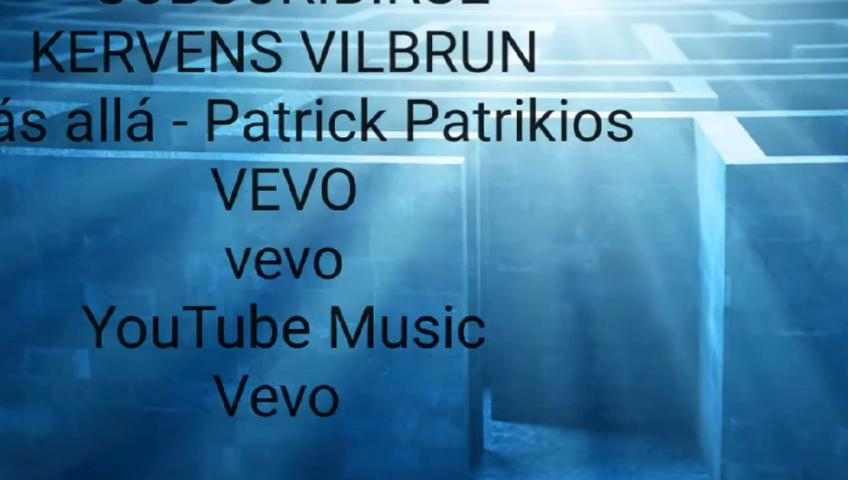 KERVENS VILBRUN
ás allá - Patrick Patrikios
VEVO
vevo
YouTube Music
Vevo